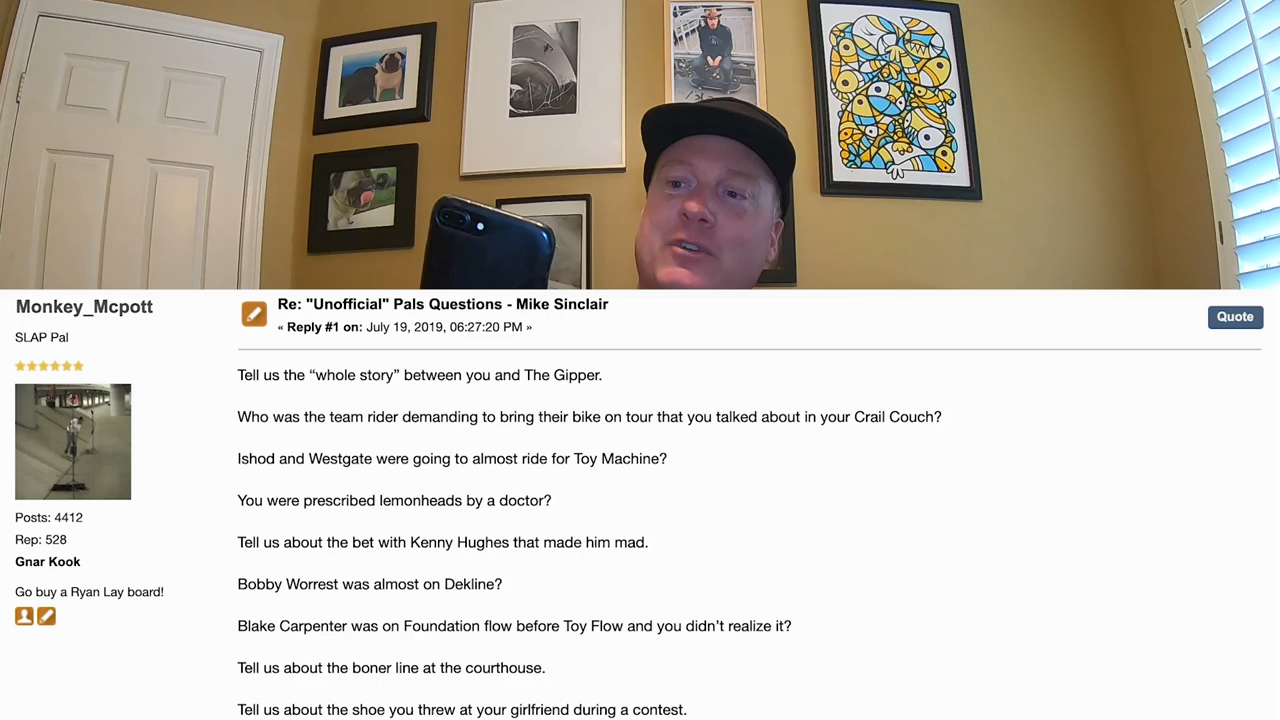 Monkey_Mcpott
SLAP Pal
Posts: 4412
Rep: 528
Gnar Kook
Go buy a Ryan Lay board!
Re: "Unofficial" Pals Questions - Mike Sinclair
« Reply #1 on: July 19, 2019, 06:27:20 PM »
Quote
Tell us the “whole story” between you and The Gipper.
Who was the team rider demanding to bring their bike on tour that you talked about in your Crail Couch?
Ishod and Westgate were going to almost ride for Toy Machine?
You were prescribed lemonheads by a doctor?
Tell us about the bet with Kenny Hughes that made him mad.
Bobby Worrest was almost on Dekline?
Blake Carpenter was on Foundation flow before Toy Flow and you didn’t realize it?
Tell us about the boner line at the courthouse.
Tell us about the shoe you threw at your girlfriend during a contest.